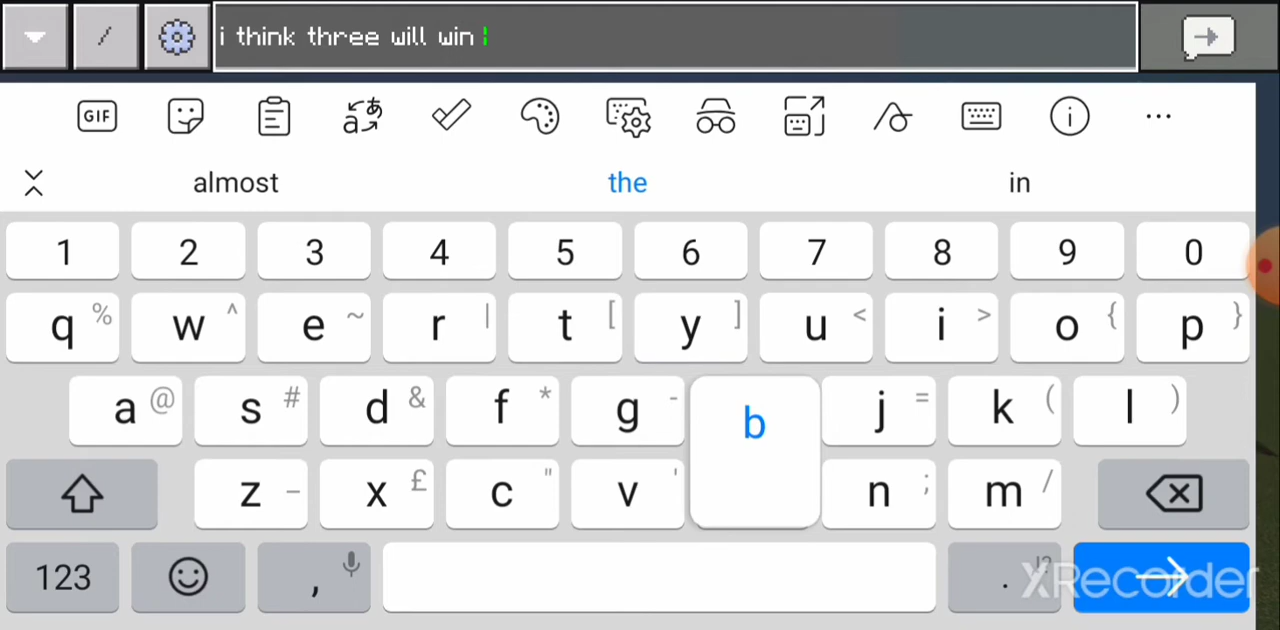 / i think three will win
GIF
almost the in
1 2 3 4 5 6 7 8 9 0
q % w ^ e ~ r | t [ y ] u < i > o { p }
a @ s # d & f * g - b j = k ( l )
z _ x £ c " v ' n ; m /
123 , . !?
XRecorder